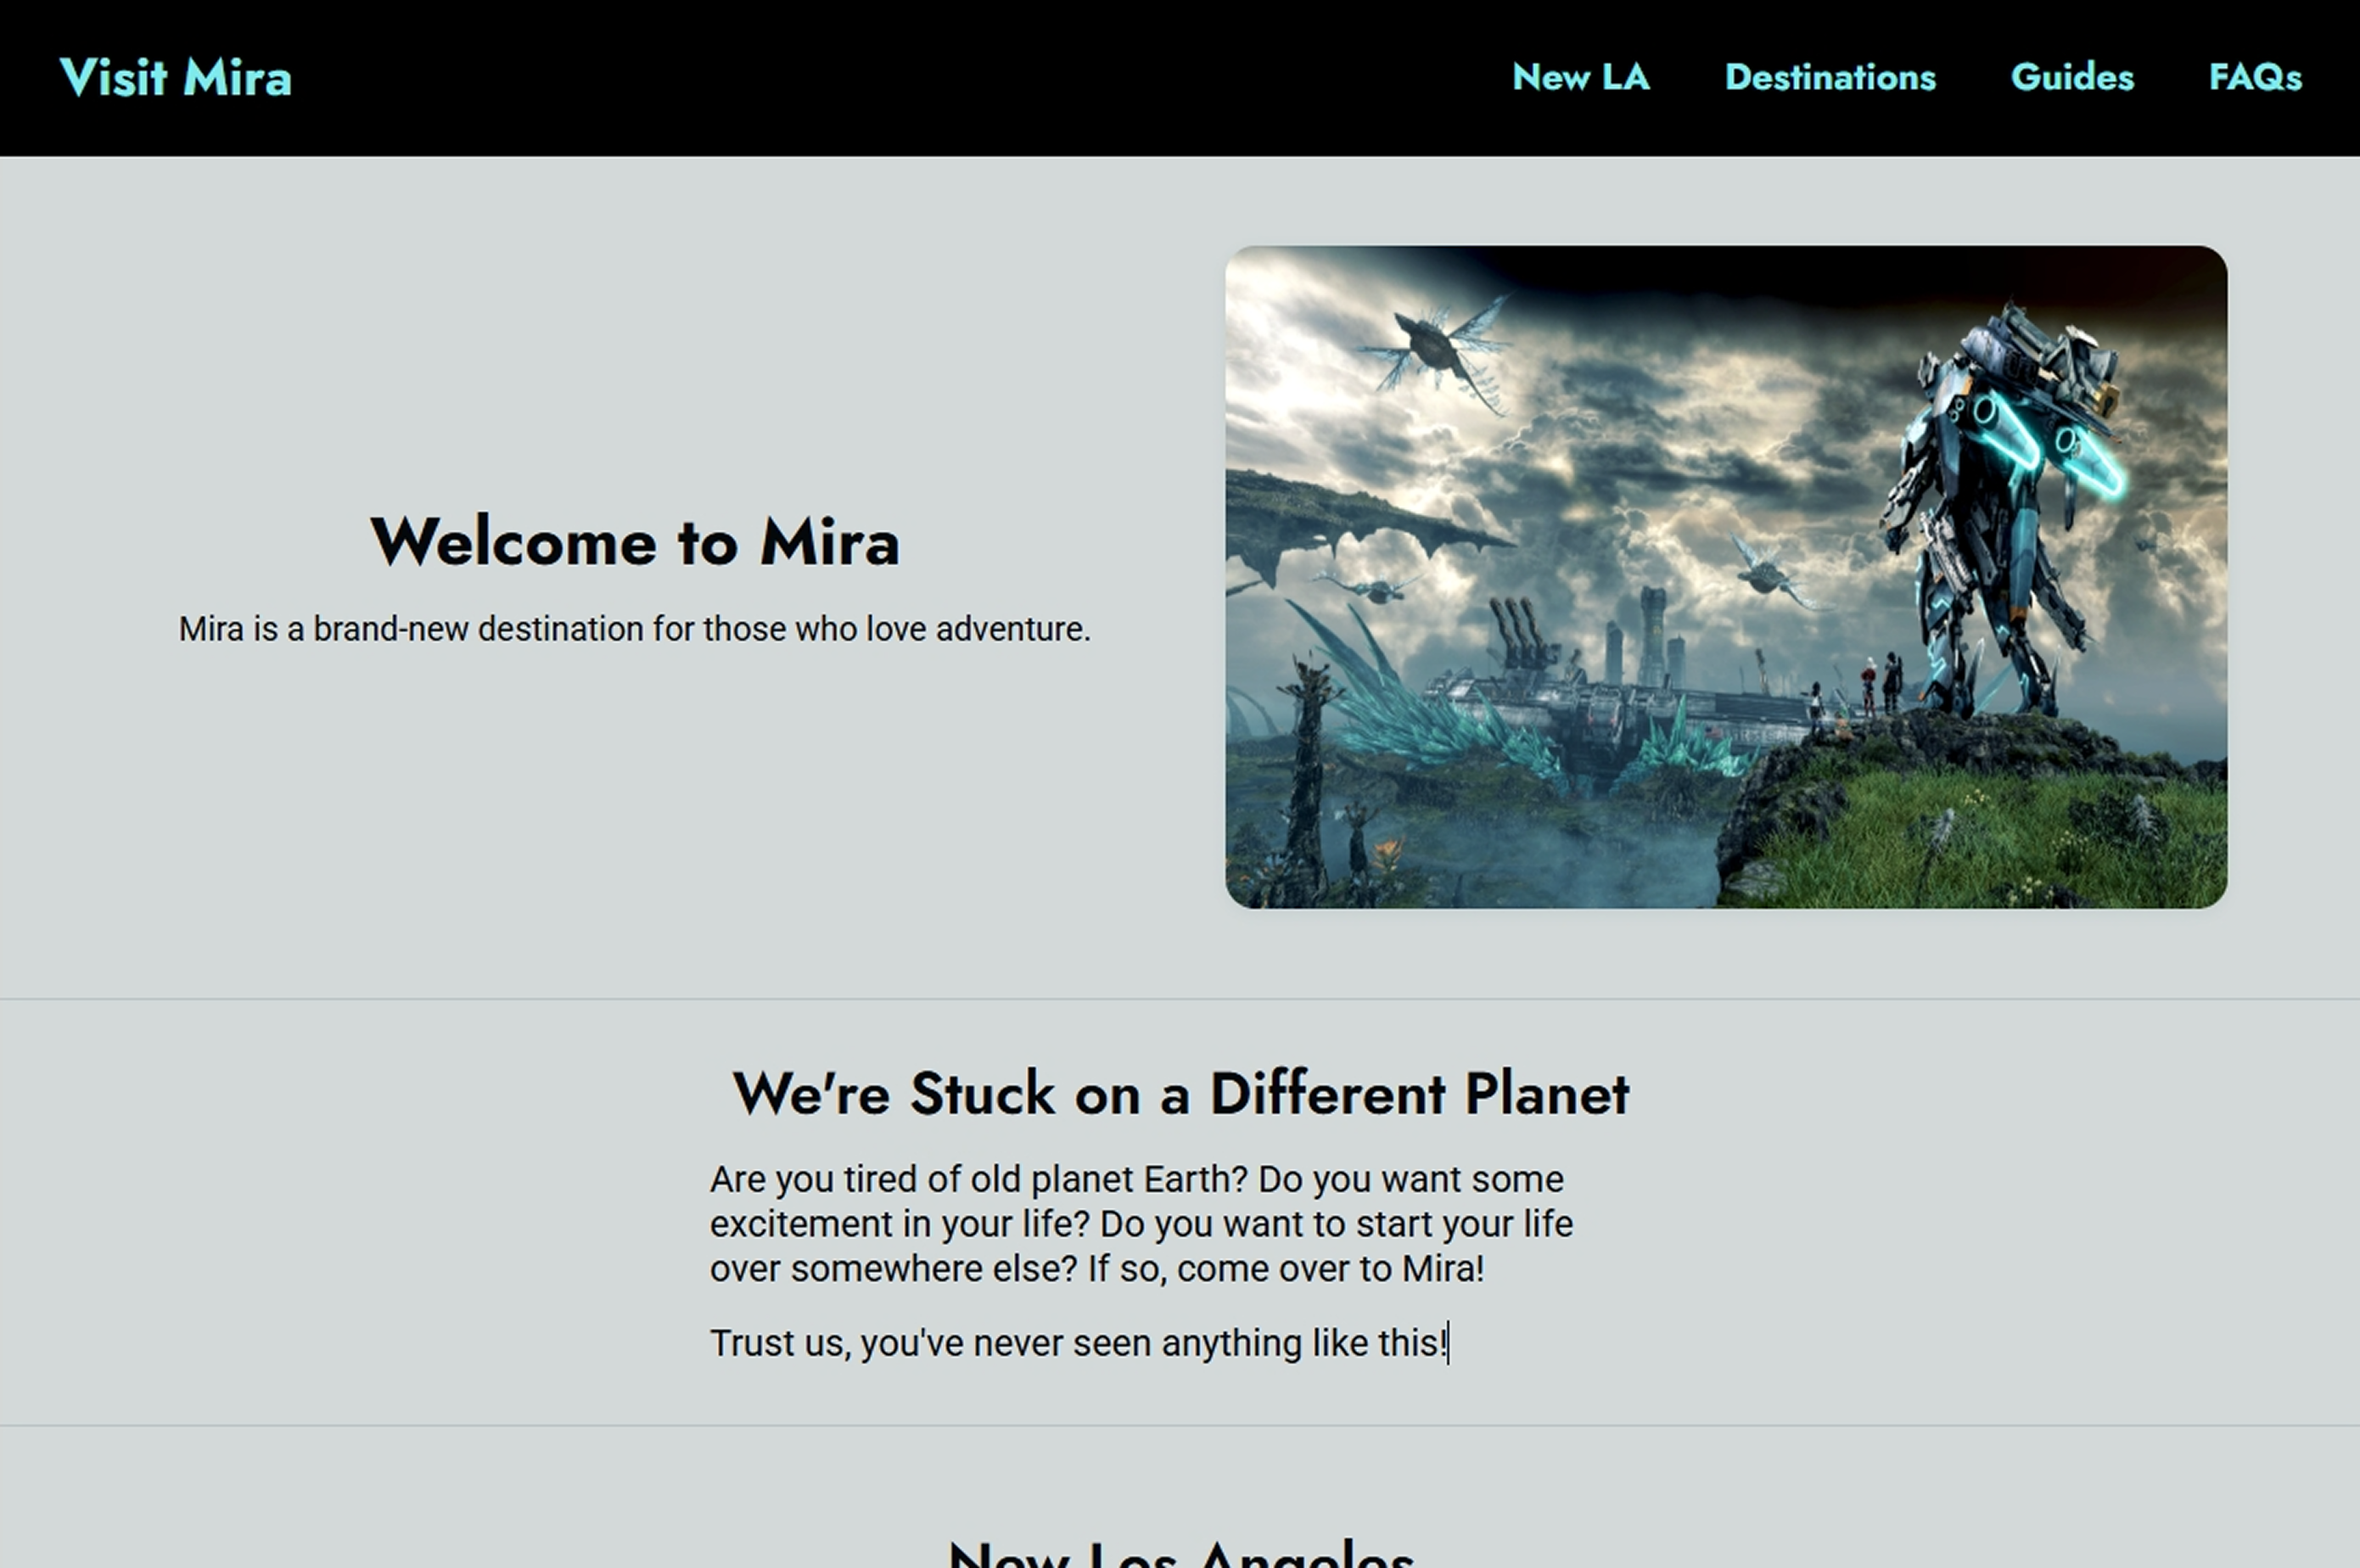 Visit Mira
New LA
Destinations
Guides
FAQs
Welcome to Mira
Mira is a brand-new destination for those who love adventure.
We're Stuck on a Different Planet
Are you tired of old planet Earth? Do you want some
excitement in your life? Do you want to start your life
over somewhere else? If so, come over to Mira!
Trust us, you've never seen anything like this!
New Los Angeles